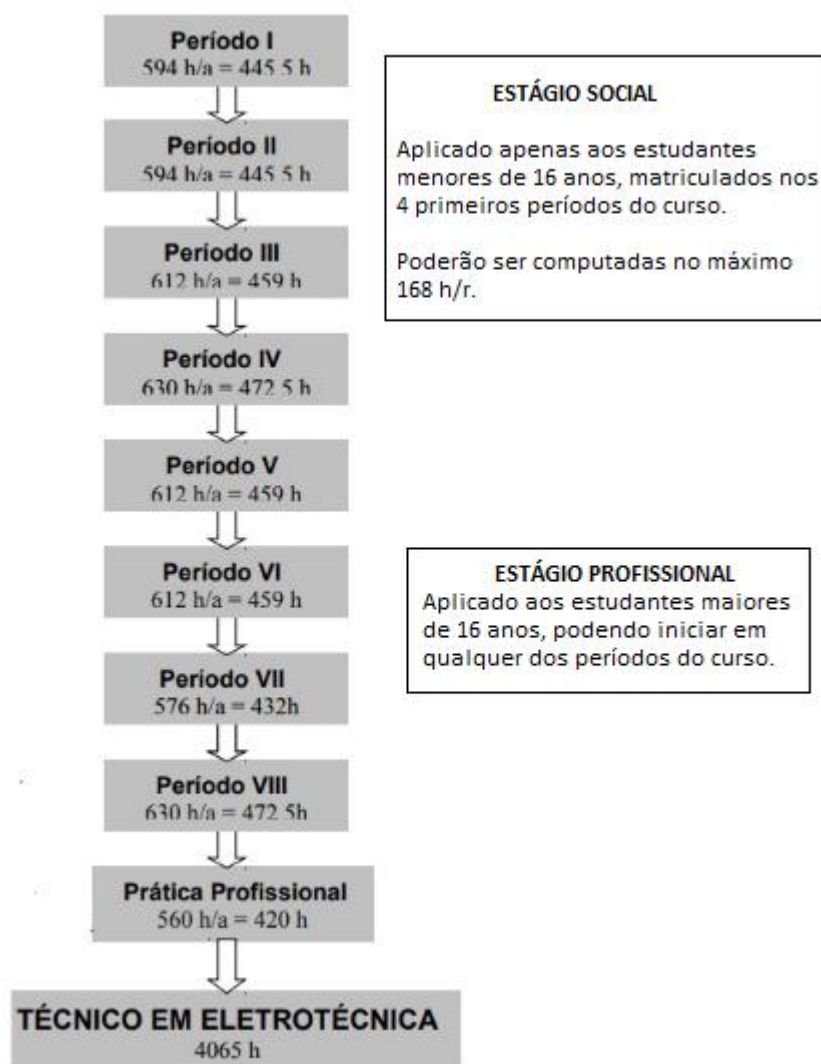 Período I
594 h/a = 445 5 h
Período II
594 h/a = 445 5 h
Período III
612 h/a = 459 h
Período IV
630 h/a = 472 5 h
Período V
612 h/a = 459 h
Período VI
612 h/a = 459 h
Período VII
576 h/a = 432h
Período VIII
630 h/a = 472 5h
Prática Profissional
560 h/a = 420 h
TÉCNICO EM ELETROTÉCNICA
4065 h
ESTÁGIO SOCIAL
Aplicado apenas aos estudantes
menores de 16 anos, matriculados nos
4 primeiros períodos do curso.
Poderão ser computadas no máximo
168 h/r.
ESTÁGIO PROFISSIONAL
Aplicado aos estudantes maiores
de 16 anos, podendo iniciar em
qualquer dos períodos do curso.